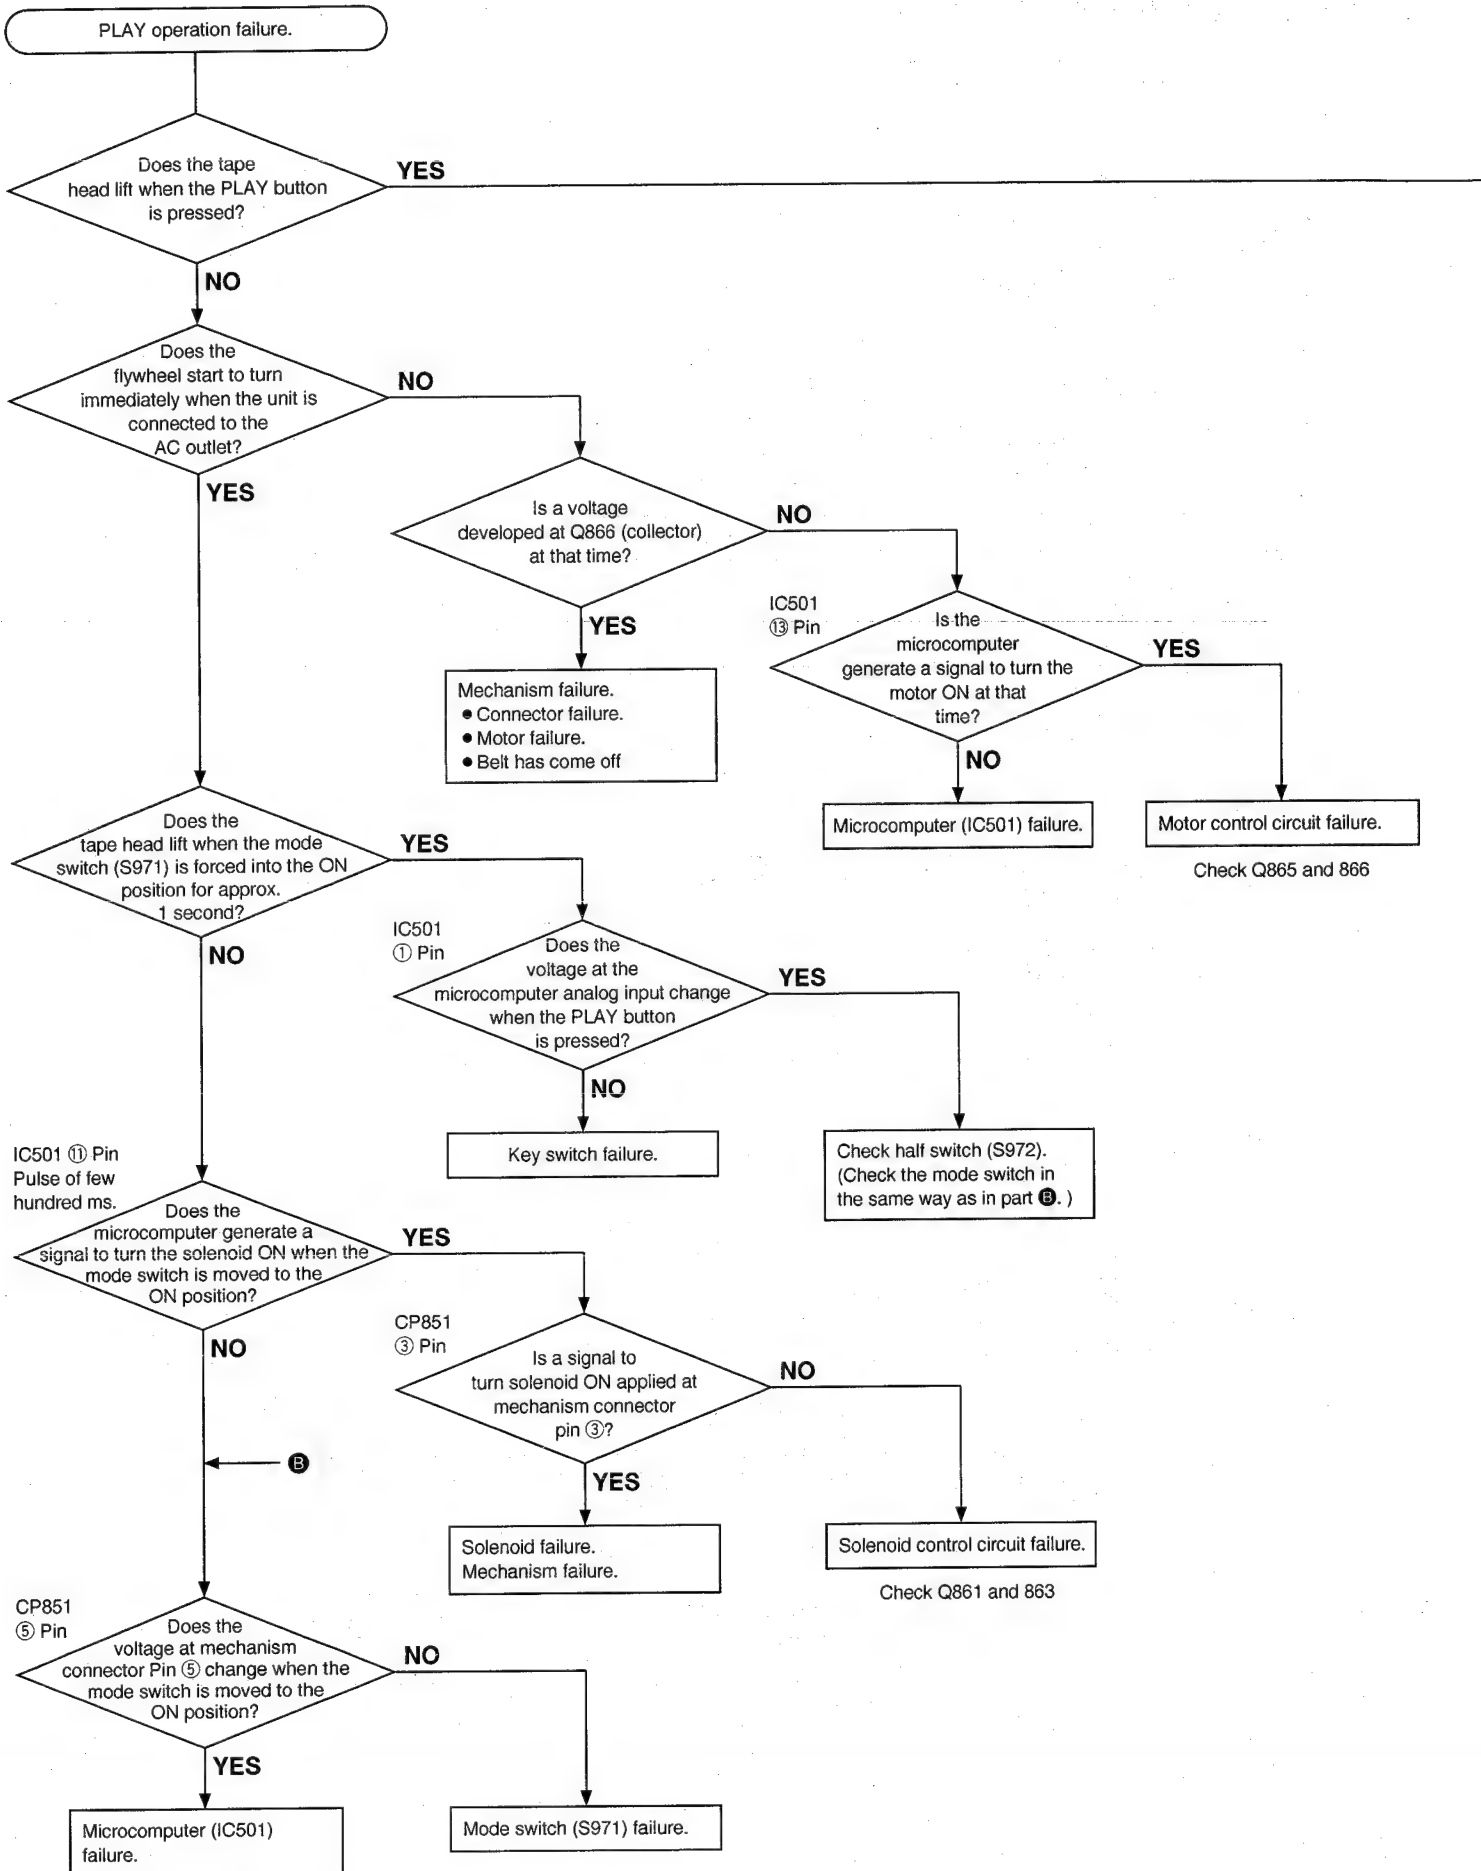 PLAY operation failure.
Does the tape
head lift when the PLAY button
is pressed?
YES
NO
Does the
flywheel start to turn
immediately when the unit is
connected to the
AC outlet?
NO
YES
Is a voltage
developed at Q866 (collector)
at that time?
NO
YES
Mechanism failure.
● Connector failure.
● Motor failure.
● Belt has come off
IC501
⑬ Pin
Is the
microcomputer
generate a signal to turn the
motor ON at that
time?
YES
NO
Microcomputer (IC501) failure.
Motor control circuit failure.
Check Q865 and 866
Does the
tape head lift when the mode
switch (S971) is forced into the ON
position for approx.
1 second?
YES
NO
IC501
① Pin
Does the
voltage at the
microcomputer analog input change
when the PLAY button
is pressed?
YES
NO
Key switch failure.
Check half switch (S972).
(Check the mode switch in
the same way as in part 🅑. )
IC501 ⑪ Pin
Pulse of few
hundred ms.
Does the
microcomputer generate a
signal to turn the solenoid ON when the
mode switch is moved to the
ON position?
YES
NO
CP851
③ Pin
Is a signal to
turn solenoid ON applied at
mechanism connector
pin ③?
NO
YES
Solenoid failure.
Mechanism failure.
Solenoid control circuit failure.
Check Q861 and 863
🅑
CP851
⑤ Pin
Does the
voltage at mechanism
connector Pin ⑤ change when the
mode switch is moved to the
ON position?
NO
YES
Microcomputer (IC501)
failure.
Mode switch (S971) failure.